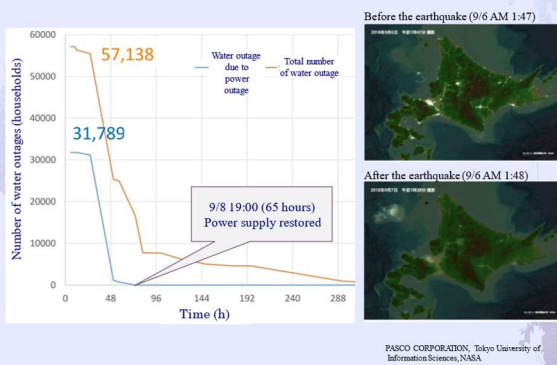 Before the earthquake (9/6 AM 1:47)
60000
50000
40000
30000
20000
10000
0
Number of water outages (households)
57,138
31,789
Water outage
due to
power
outage
Total number
of water outage
9/8 19:00 (65 hours)
Power supply restored
0 48 96 144 192 240 288
Time (h)
After the earthquake (9/6 AM 1:48)
PASCO CORPORATION, Tokyo University of
Information Sciences, NASA